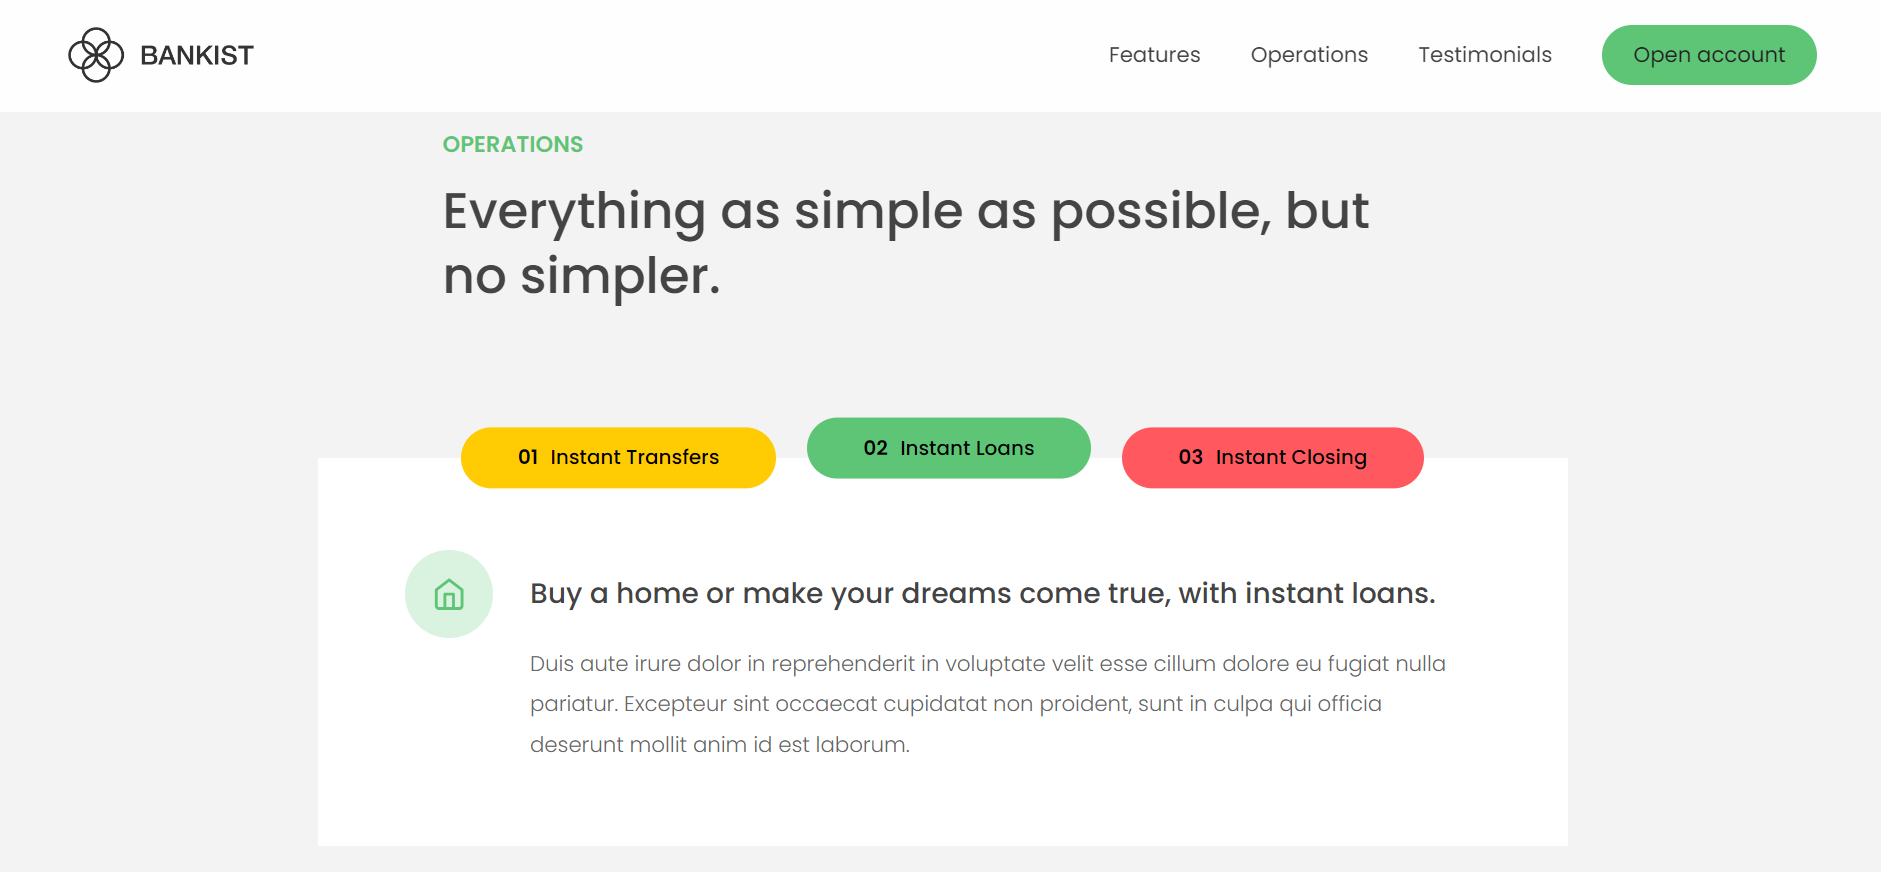 BANKIST
Features Operations Testimonials Open account
OPERATIONS
Everything as simple as possible, but
no simpler.
01 Instant Transfers 02 Instant Loans 03 Instant Closing
Buy a home or make your dreams come true, with instant loans.
Duis aute irure dolor in reprehenderit in voluptate velit esse cillum dolore eu fugiat nulla
pariatur. Excepteur sint occaecat cupidatat non proident, sunt in culpa qui officia
deserunt mollit anim id est laborum.